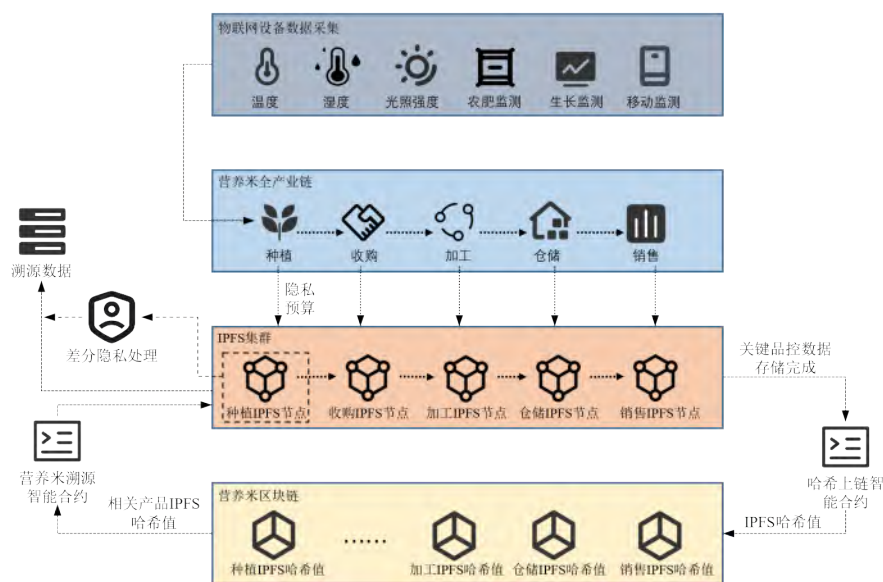 物联网设备数据采集
温度
湿度
光照强度
农肥监测
生长监测
移动监测
营养米全产业链
种植
收购
加工
仓储
销售
溯源数据
隐私
预算
差分隐私处理
IPFS集群
种植IPFS节点
收购IPFS节点
加工IPFS节点
仓储IPFS节点
销售IPFS节点
关键品控数据
存储完成
营养米溯源
智能合约
哈希上链智
能合约
相关产品IPFS
哈希值
IPFS哈希值
营养米区块链
种植IPFS哈希值
……
加工IPFS哈希值
仓储IPFS哈希值
销售IPFS哈希值